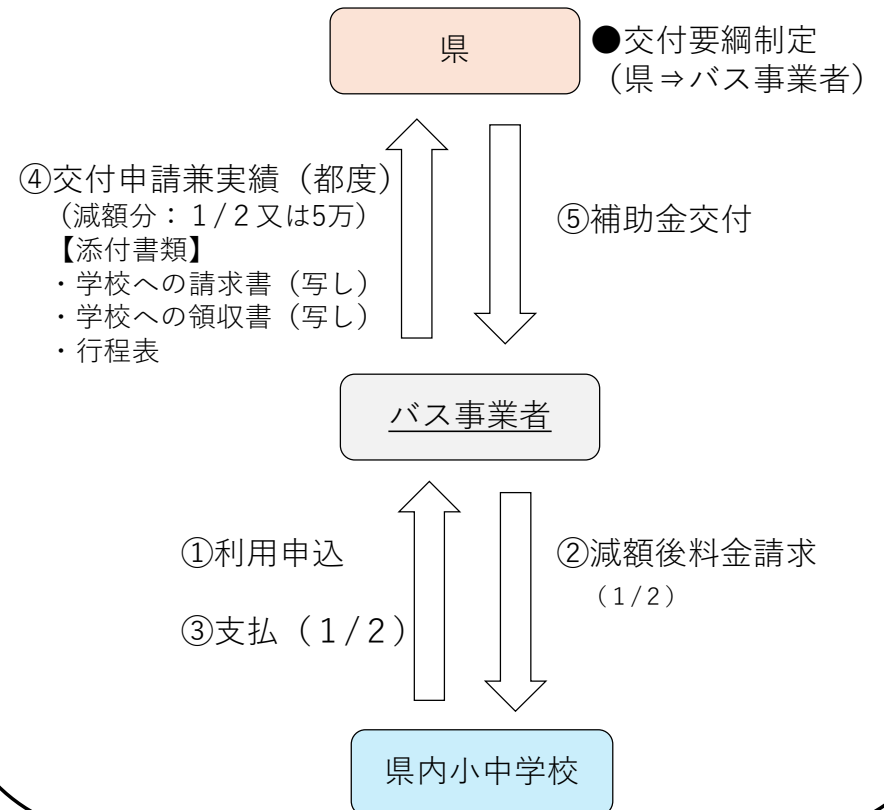 県
●交付要綱制定
（県⇒バス事業者）
④交付申請兼実績（都度）
（減額分：１/２又は5万）
【添付書類】
・学校への請求書（写し）
・学校への領収書（写し）
・行程表
⑤補助金交付
バス事業者
①利用申込
③支払（１/２）
②減額後料金請求
（１/２）
県内小中学校